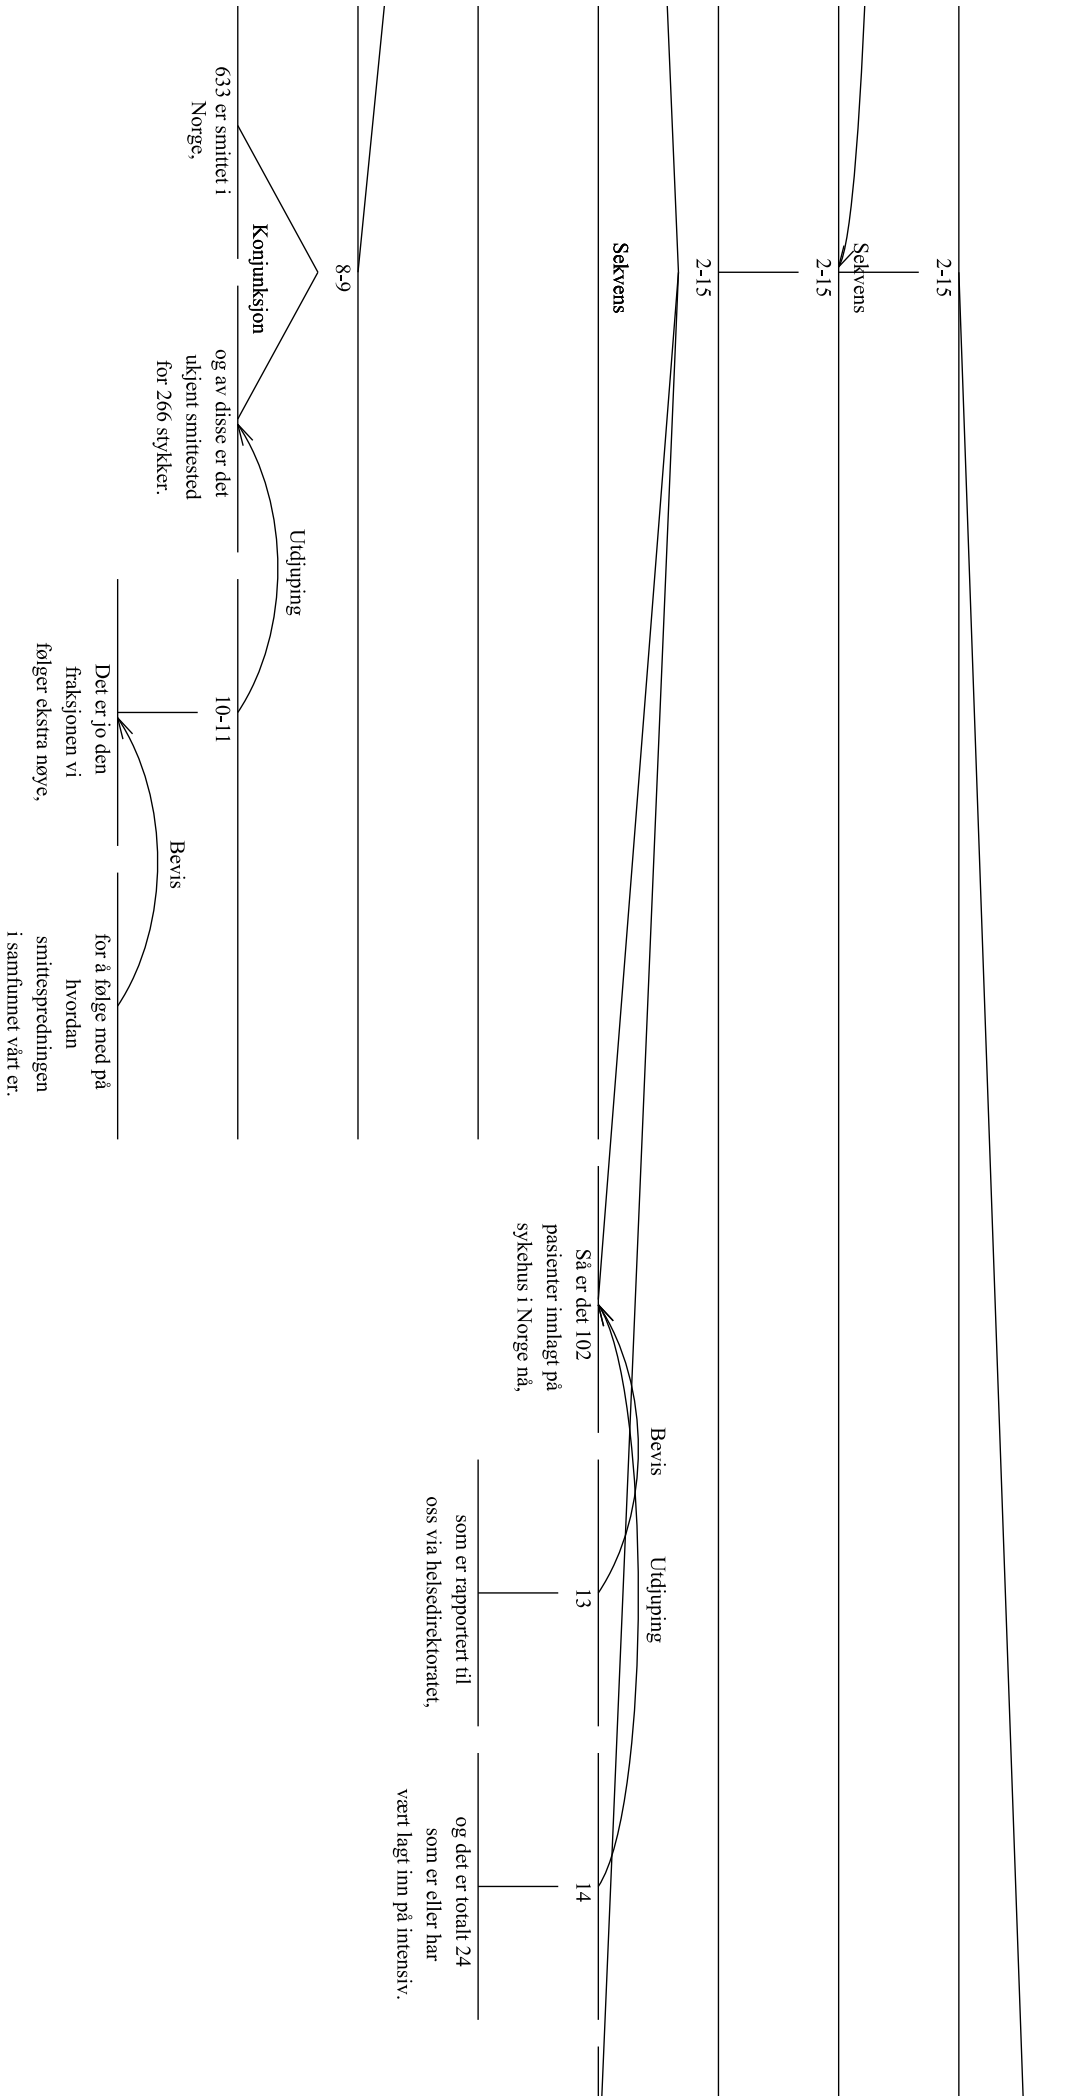 2-15
Sekvens
2-15
2-15
Sekvens
8-9
Konjunksjon
633 er smittet i
Norge,
og av disse er det
ukjent smittested
for 266 stykker.
Utdjuping
10-11
Det er jo den
fraksjonen vi
følger ekstra nøye,
Bevis
for å følge med på
hvordan
smittespredningen
i samfunnet vårt er.
Så er det 102
pasienter innlagt på
sykehus i Norge nå,
Bevis
13
som er rapportert til
oss via helsedirektoratet,
Utdjuping
14
og det er totalt 24
som er eller har
vært lagt inn på intensiv.